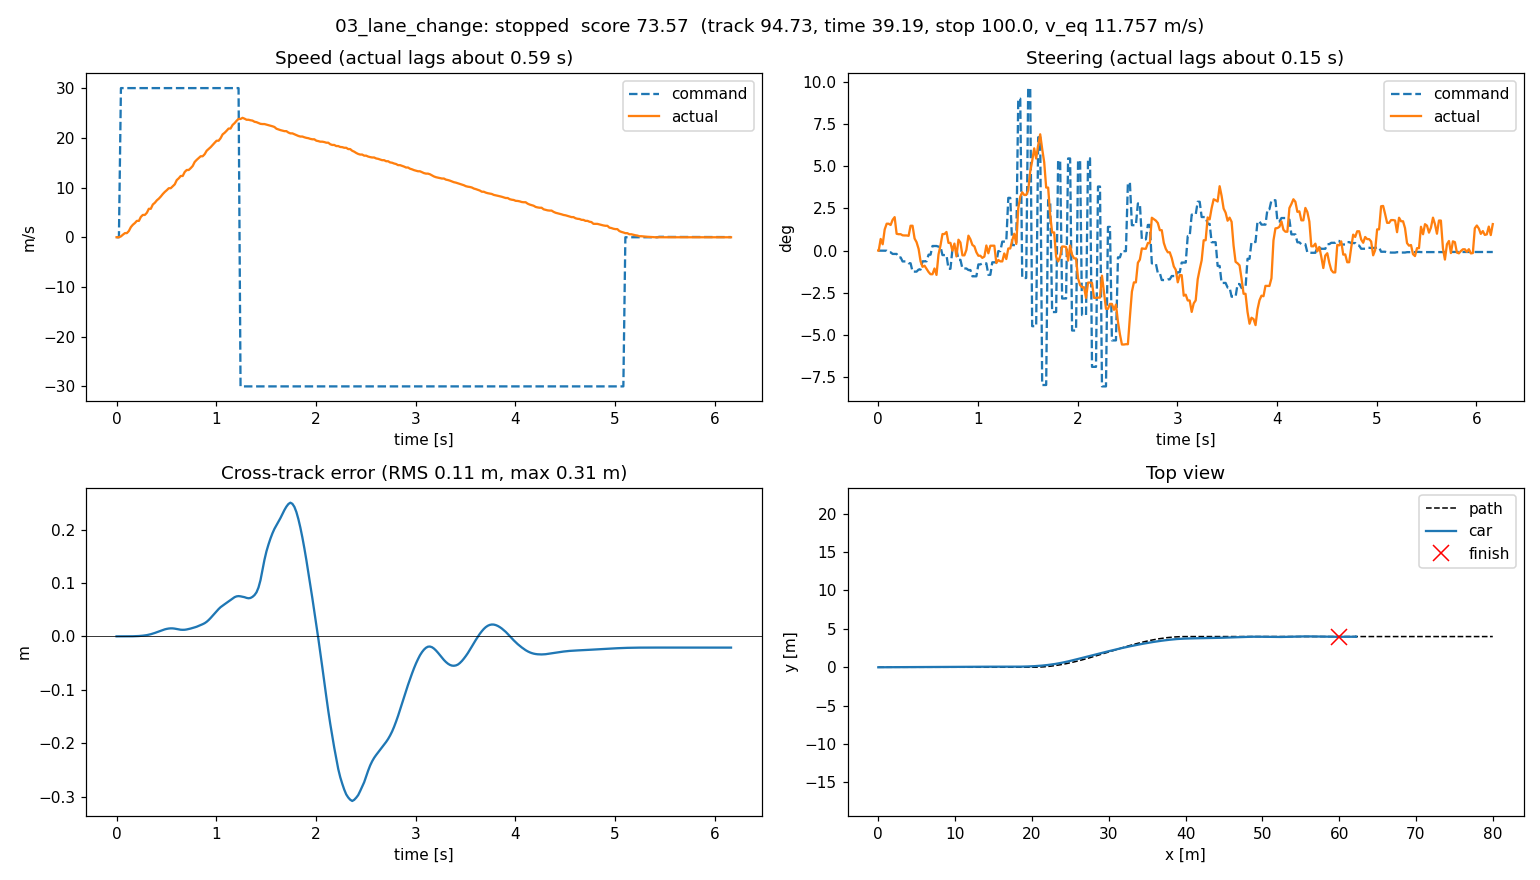 03_lane_change: stopped  score 73.57  (track 94.73, time 39.19, stop 100.0, v_eq 11.757 m/s)
Speed (actual lags about 0.59 s)
30
20
10
0
−10
−20
−30
m/s
command
actual
0 1 2 3 4 5 6
time [s]
Steering (actual lags about 0.15 s)
10.0
7.5
5.0
2.5
0.0
−2.5
−5.0
−7.5
deg
command
actual
0 1 2 3 4 5 6
time [s]
Cross-track error (RMS 0.11 m, max 0.31 m)
0.2
0.1
0.0
−0.1
−0.2
−0.3
m
0 1 2 3 4 5 6
time [s]
Top view
20
15
10
5
0
−5
−10
−15
y [m]
path
car
finish
0 10 20 30 40 50 60 70 80
x [m]